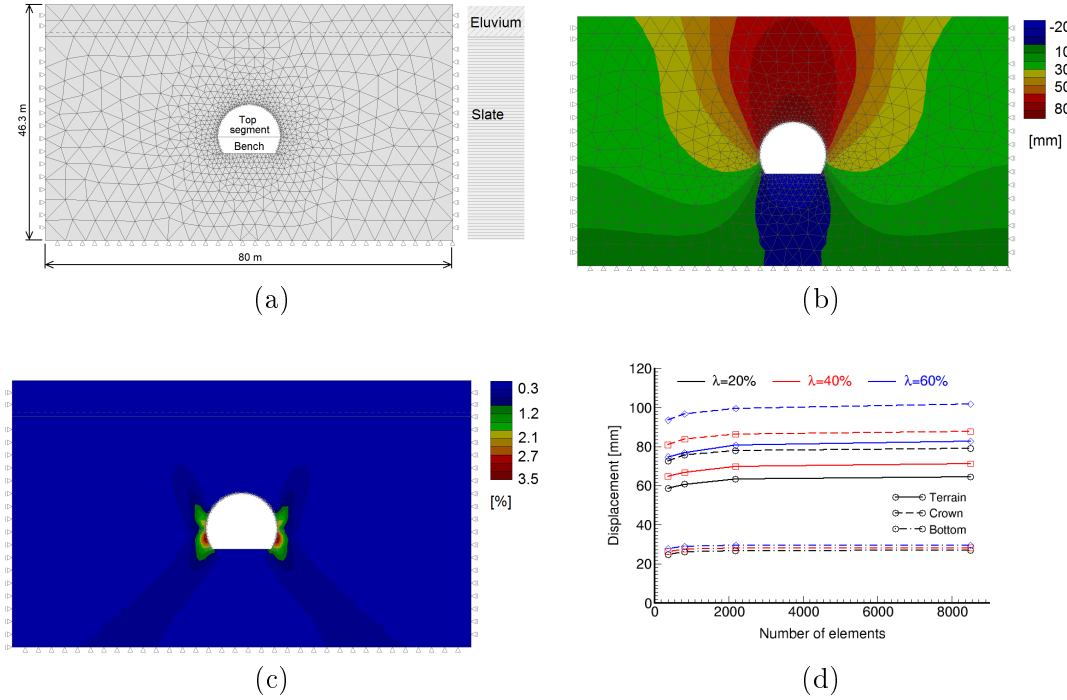 Eluvium
Slate
Top
segment
Bench
46.3 m
80 m
(a)
-20
10
30
50
80
[mm]
(b)
0.3
1.2
2.1
2.7
3.5
[%]
(c)
120
100
80
60
40
20
0
Displacement [mm]
λ=20%
λ=40%
λ=60%
Terrain
Crown
Bottom
0
2000
4000
6000
8000
Number of elements
(d)